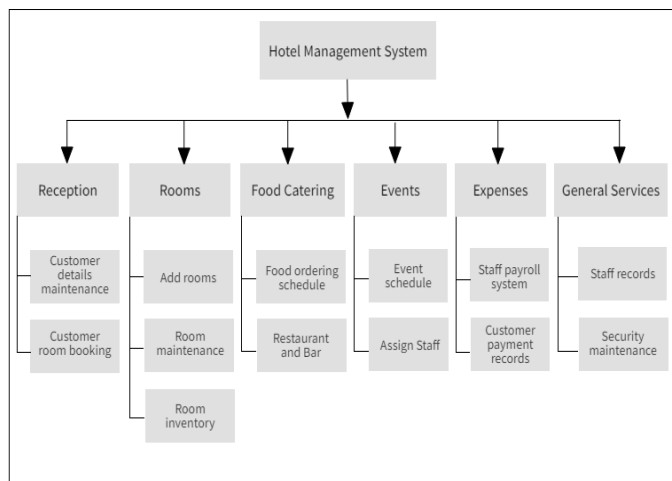 Hotel Management System
Reception
Rooms
Food Catering
Events
Expenses
General Services
Customer
details
maintenance
Customer
room booking
Add rooms
Room
maintenance
Room
inventory
Food ordering
schedule
Restaurant
and Bar
Event
schedule
Assign Staff
Staff payroll
system
Customer
payment
records
Staff records
Security
maintenance